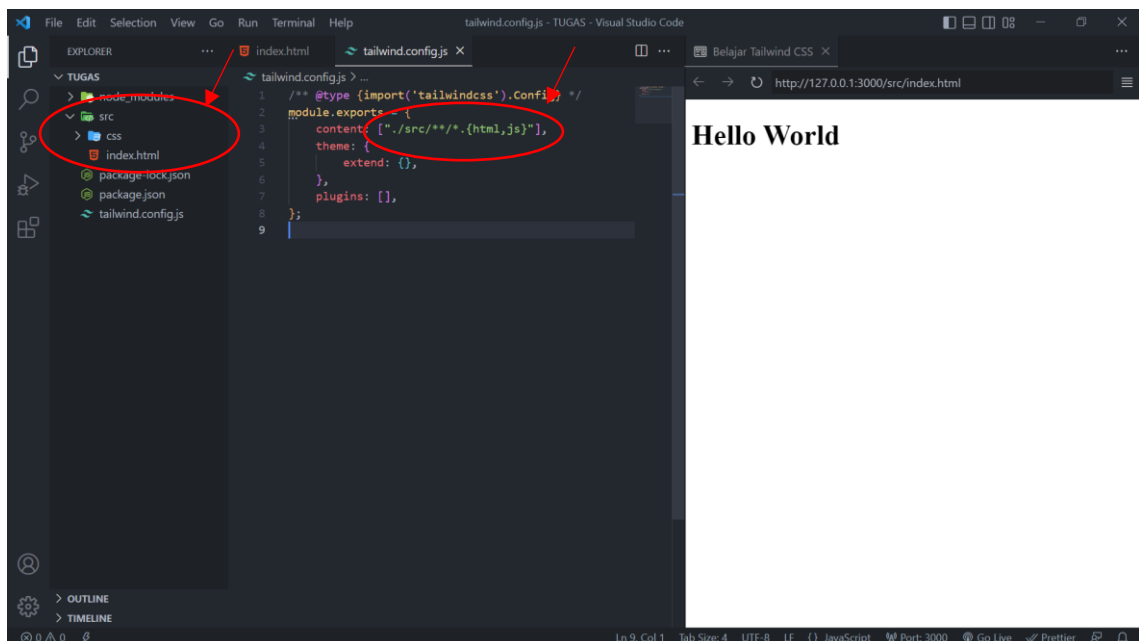 File Edit Selection View Go Run Terminal Help
tailwind.config.js - TUGAS - Visual Studio Code
EXPLORER
TUGAS
node_modules
src
css
index.html
package-lock.json
package.json
tailwind.config.js
OUTLINE
TIMELINE
index.html
tailwind.config.js
tailwind.config.js > ...
1 /** @type {import('tailwindcss').Config} */
2 module.exports = {
3 content: ["./src/**/*.{html,js}"],
4 theme: {
5 extend: {},
6 },
7 plugins: [],
8 };
9
Belajar Tailwind CSS
http://127.0.0.1:3000/src/index.html
Hello World
0 0 Ln 9, Col 1 Tab Size: 4 UTF-8 LF {} JavaScript Port: 3000 Go Live Prettier